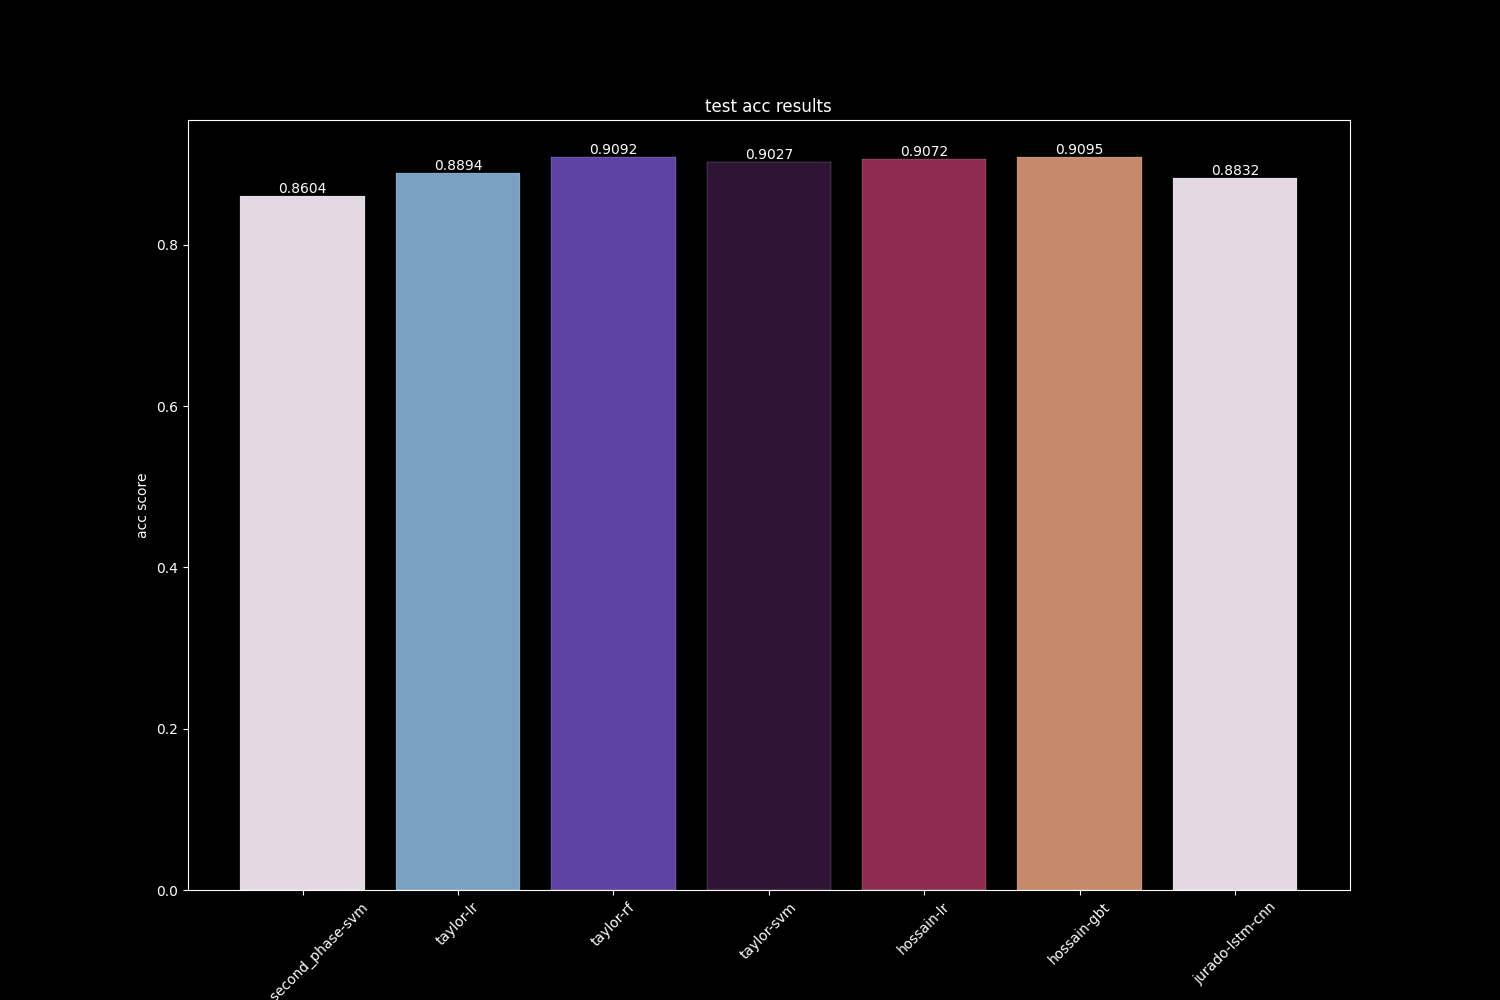 test acc results
0.8604
0.8894
0.9092
0.9027
0.9072
0.9095
0.8832
0.8
0.6
0.4
0.2
0.0
acc score
second_phase-svm
taylor-lr
taylor-rf
taylor-svm
hossain-lr
hossain-gbt
jurado-lstm-cnn